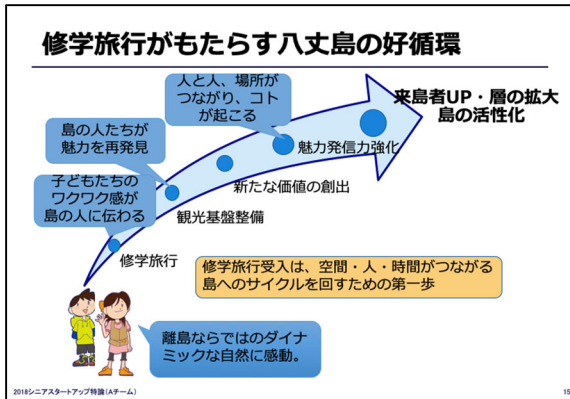 修学旅行がもたらす八丈島の好循環
人と人、場所が
つながり、コト
が起こる
来島者UP・層の拡大
島の活性化
島の人たちが
魅力を再発見
魅力発信力強化
子どもたちの
ワクワク感が
島の人に伝わる
新たな価値の創出
観光基盤整備
修学旅行
修学旅行受入は、空間・人・時間がつながる
島へのサイクルを回すための第一歩
離島ならではのダイナ
ミックな自然に感動。
2018シニアスタートアップ特論(Aチーム)
15